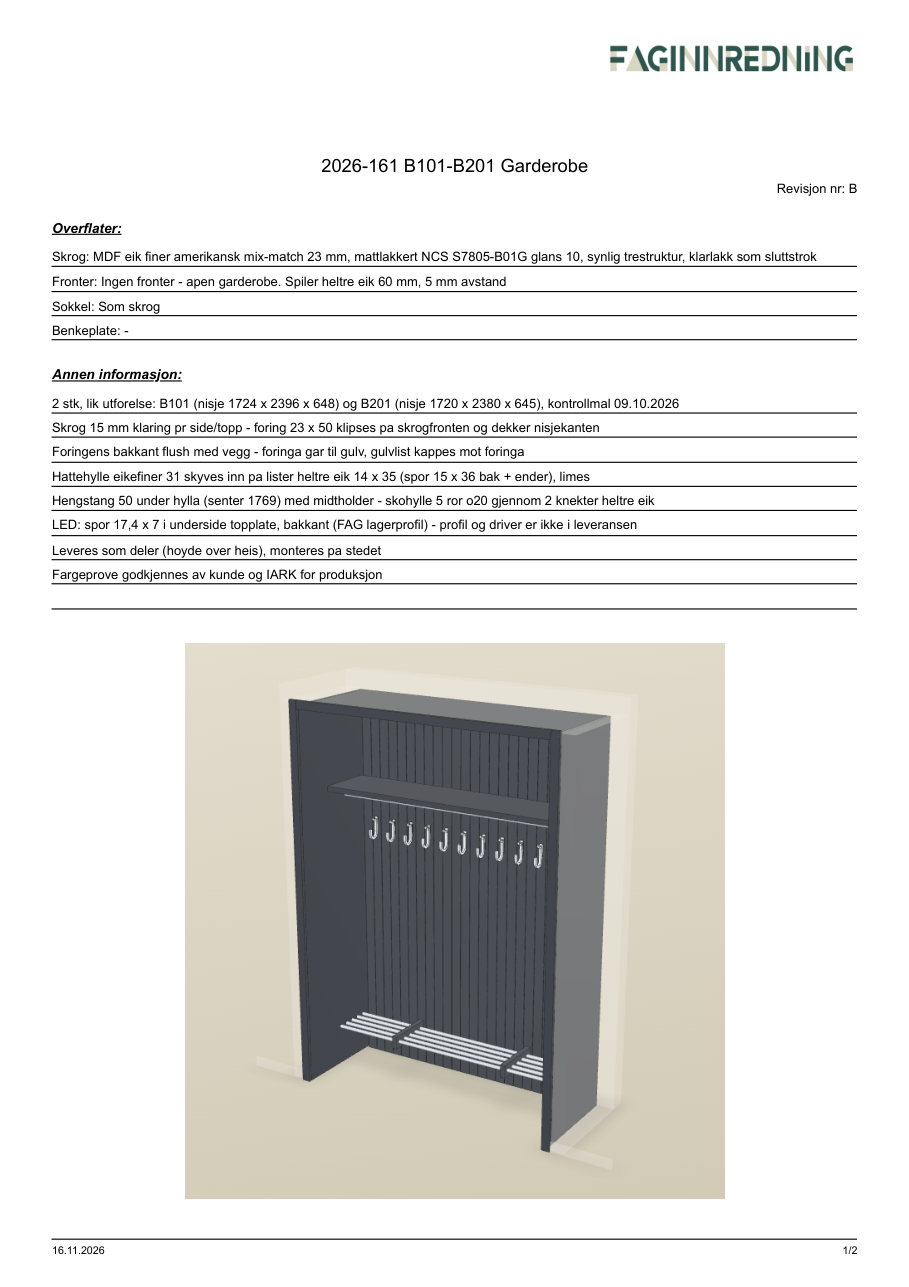 FAGINNREDNING
2026-161 B101-B201 Garderobe
Revisjon nr: B
Overflater:
Skrog: MDF eik finer amerikansk mix-match 23 mm, mattlakkert NCS S7805-B01G glans 10, synlig trestruktur, klarlakk som sluttstrok
Fronter: Ingen fronter - apen garderobe. Spiler heltre eik 60 mm, 5 mm avstand
Sokkel: Som skrog
Benkeplate: -
Annen informasjon:
2 stk, lik utforelse: B101 (nisje 1724 x 2396 x 648) og B201 (nisje 1720 x 2380 x 645), kontrollmal 09.10.2026
Skrog 15 mm klaring pr side/topp - foring 23 x 50 klipses pa skrogfronten og dekker nisjekanten
Foringens bakkant flush med vegg - foringa gar til gulv, gulvlist kappes mot foringa
Hattehylle eikefiner 31 skyves inn pa lister heltre eik 14 x 35 (spor 15 x 36 bak + ender), limes
Hengstang 50 under hylla (senter 1769) med midtholder - skohylle 5 ror o20 gjennom 2 knekter heltre eik
LED: spor 17,4 x 7 i underside topplate, bakkant (FAG lagerprofil) - profil og driver er ikke i leveransen
Leveres som deler (hoyde over heis), monteres pa stedet
Fargeprove godkjennes av kunde og IARK for produksjon
16.11.2026
1/2